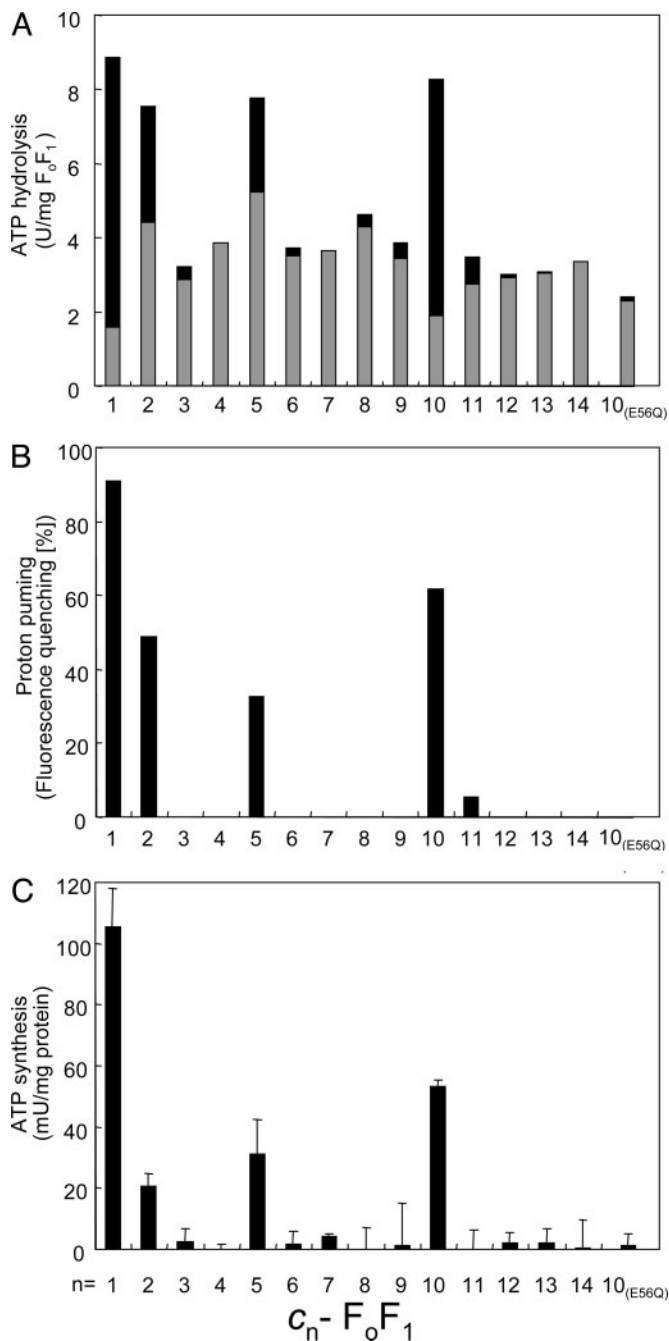 A
ATP hydrolysis
(U/mg FoF1)
10
8
6
4
2
0
1 2 3 4 5 6 7 8 9 10 11 12 13 14 10(E56Q)
B
Proton puming
(Fluorescence quenching [%])
100
80
60
40
20
0
1 2 3 4 5 6 7 8 9 10 11 12 13 14 10(E56Q)
C
ATP synthesis
(mU/mg protein)
120
100
80
60
40
20
0
n= 1 2 3 4 5 6 7 8 9 10 11 12 13 14 10(E56Q)
cn- FoF1